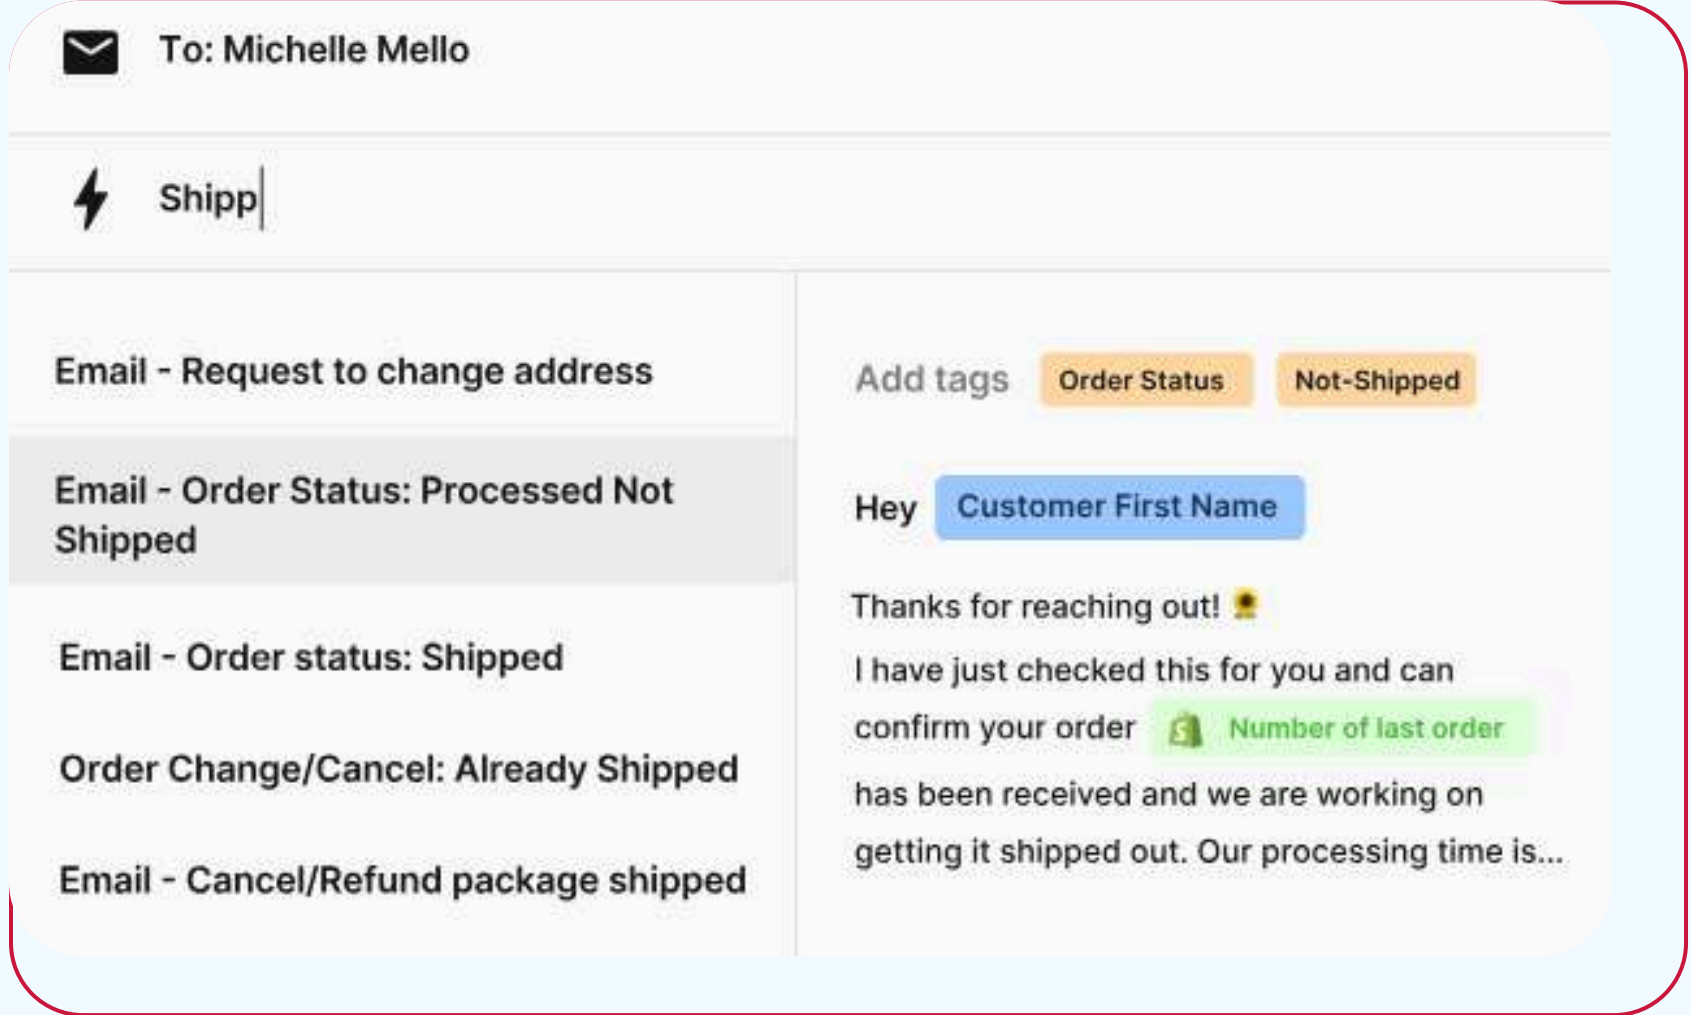 To: Michelle Mello
Shipp
Email - Request to change address
Email - Order Status: Processed Not
Shipped
Email - Order status: Shipped
Order Change/Cancel: Already Shipped
Email - Cancel/Refund package shipped
Add tags Order Status Not-Shipped
Hey Customer First Name
Thanks for reaching out! 🌻
I have just checked this for you and can
confirm your order Number of last order
has been received and we are working on
getting it shipped out. Our processing time is...